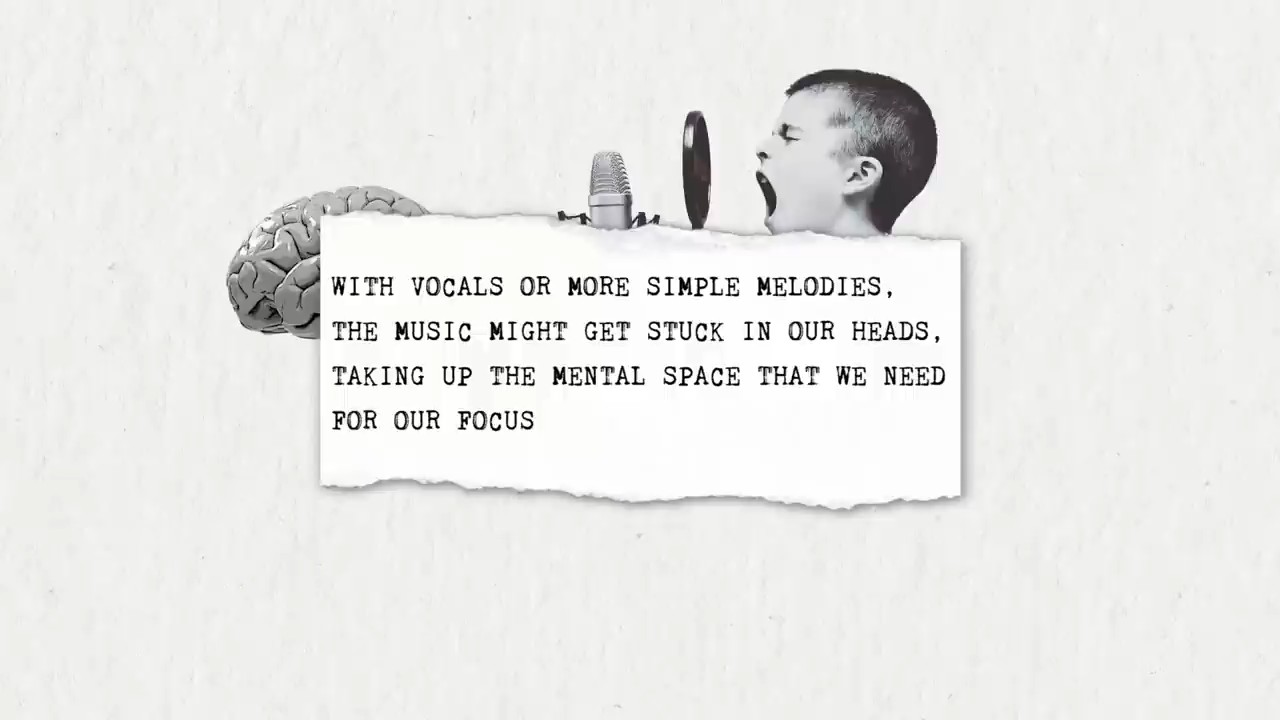 WITH VOCALS OR MORE SIMPLE MELODIES,
THE MUSIC MIGHT GET STUCK IN OUR HEADS,
TAKING UP THE MENTAL SPACE THAT WE NEED
FOR OUR FOCUS